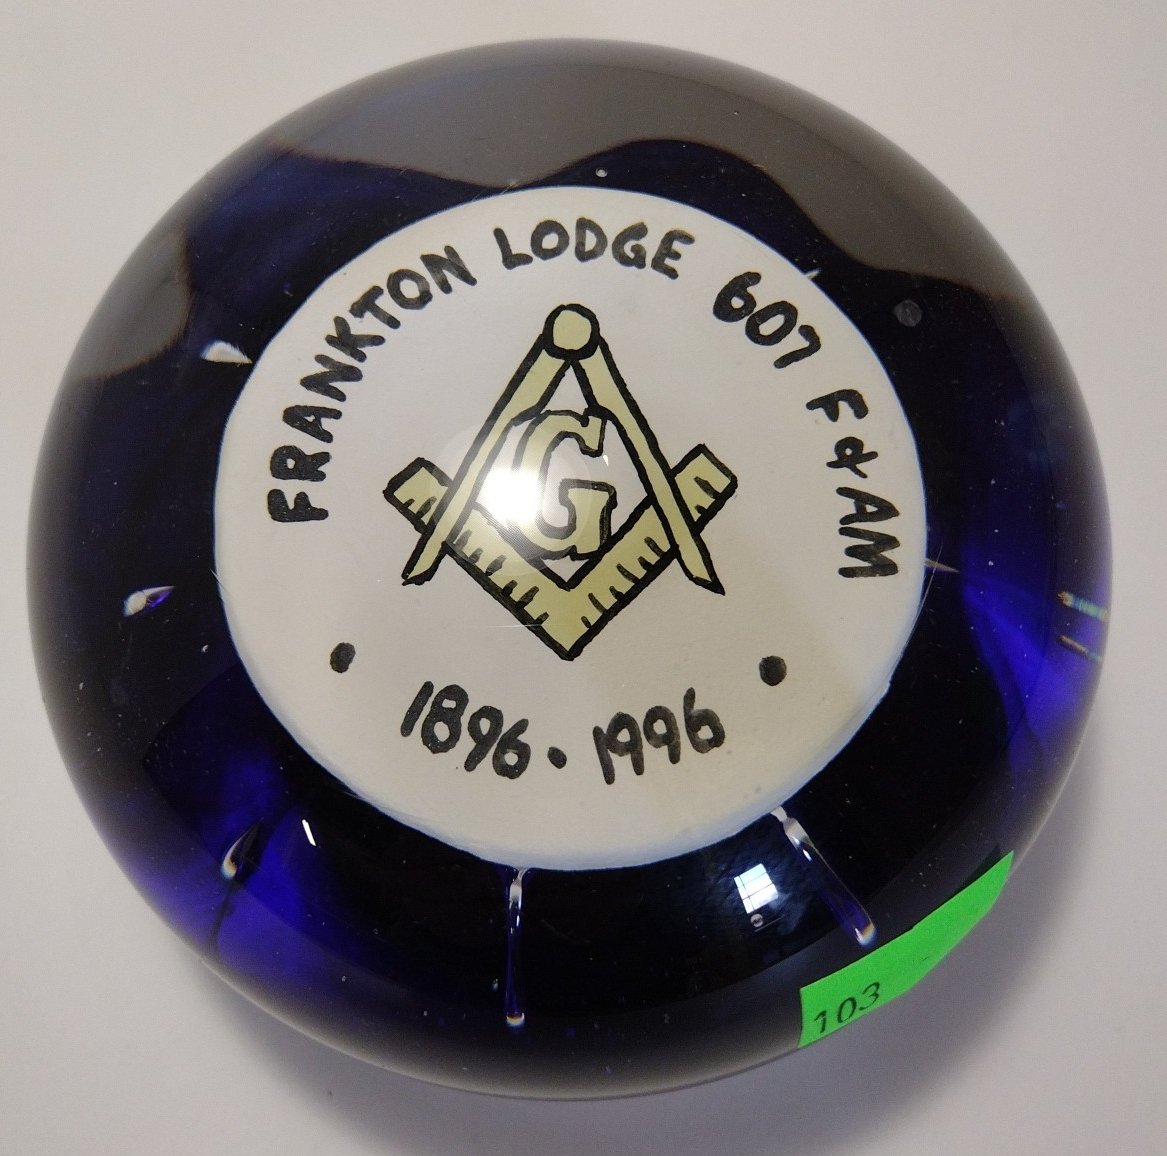 FRANKTON LODGE 607 F&AM
G
• 1896 • 1996 •
103